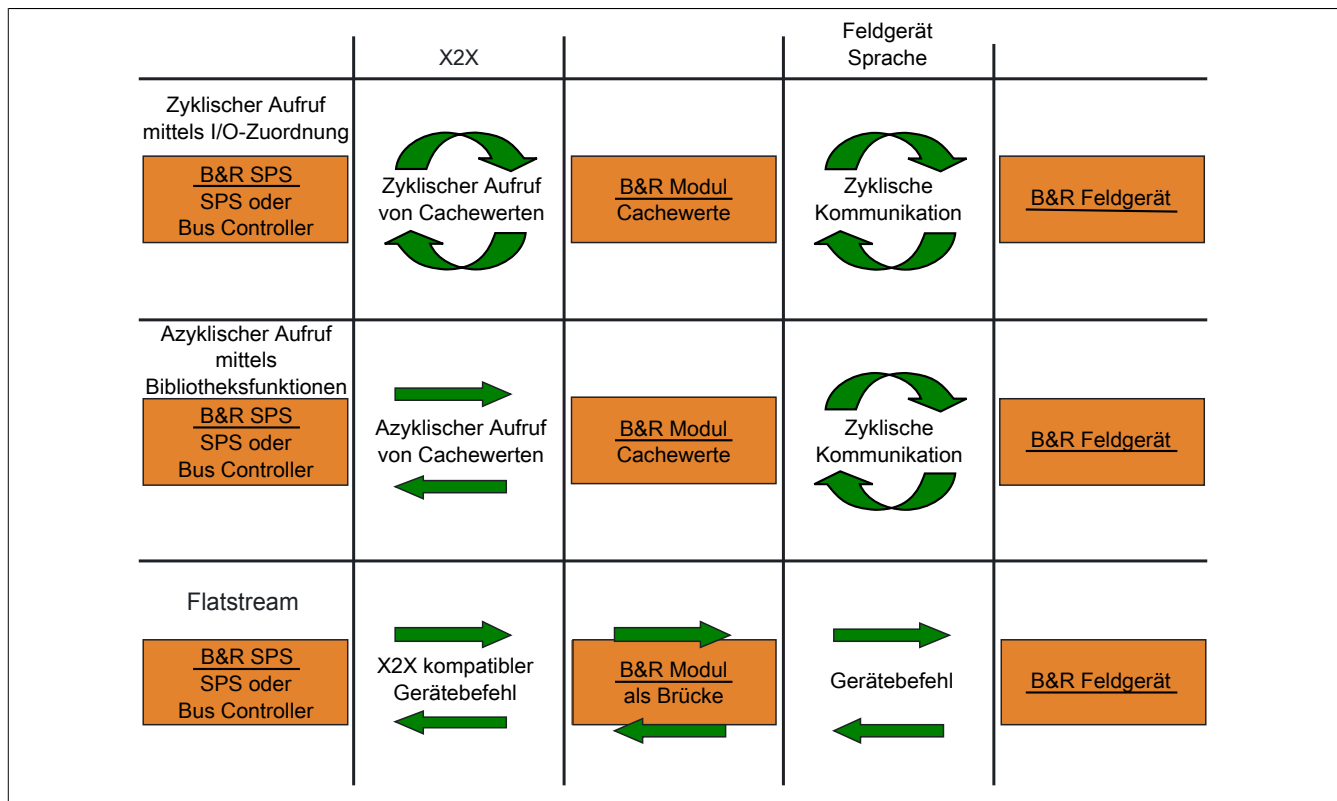 X2X
Feldgerät
Sprache
Zyklischer Aufruf
mittels I/O-Zuordnung
B&R SPS
SPS oder
Bus Controller
Zyklischer Aufruf
von Cachewerten
B&R Modul
Cachewerte
Zyklische
Kommunikation
B&R Feldgerät
Azyklischer Aufruf
mittels
Bibliotheksfunktionen
B&R SPS
SPS oder
Bus Controller
Azyklischer Aufruf
von Cachewerten
B&R Modul
Cachewerte
Zyklische
Kommunikation
B&R Feldgerät
Flatstream
B&R SPS
SPS oder
Bus Controller
X2X kompatibler
Gerätebefehl
B&R Modul
als Brücke
Gerätebefehl
B&R Feldgerät